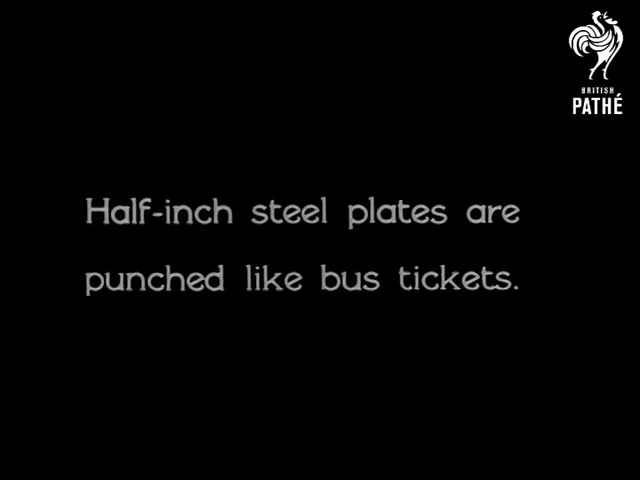 BRITISH
PATHÉ
Half-inch steel plates are
punched like bus tickets.